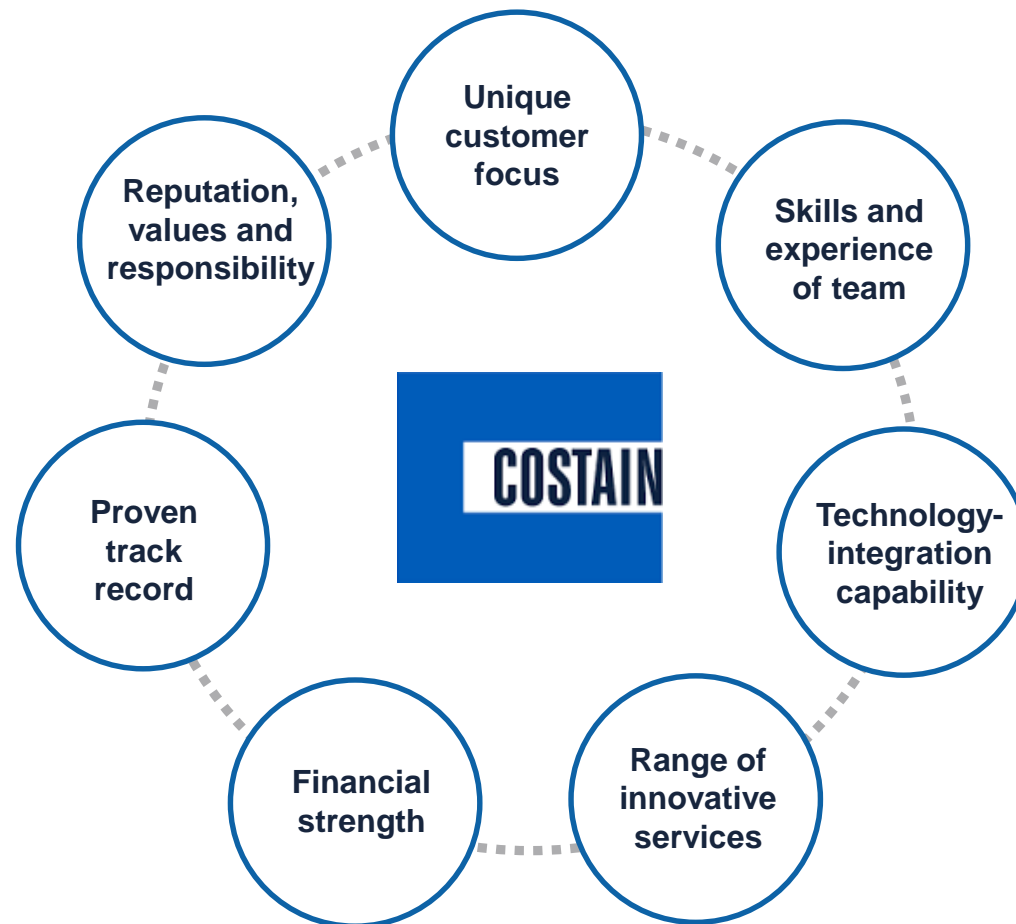 Unique
customer
focus
Skills and
experience
of team
Technology-
integration
capability
Range of
innovative
services
Financial
strength
Proven
track
record
Reputation,
values and
responsibility
COSTAIN